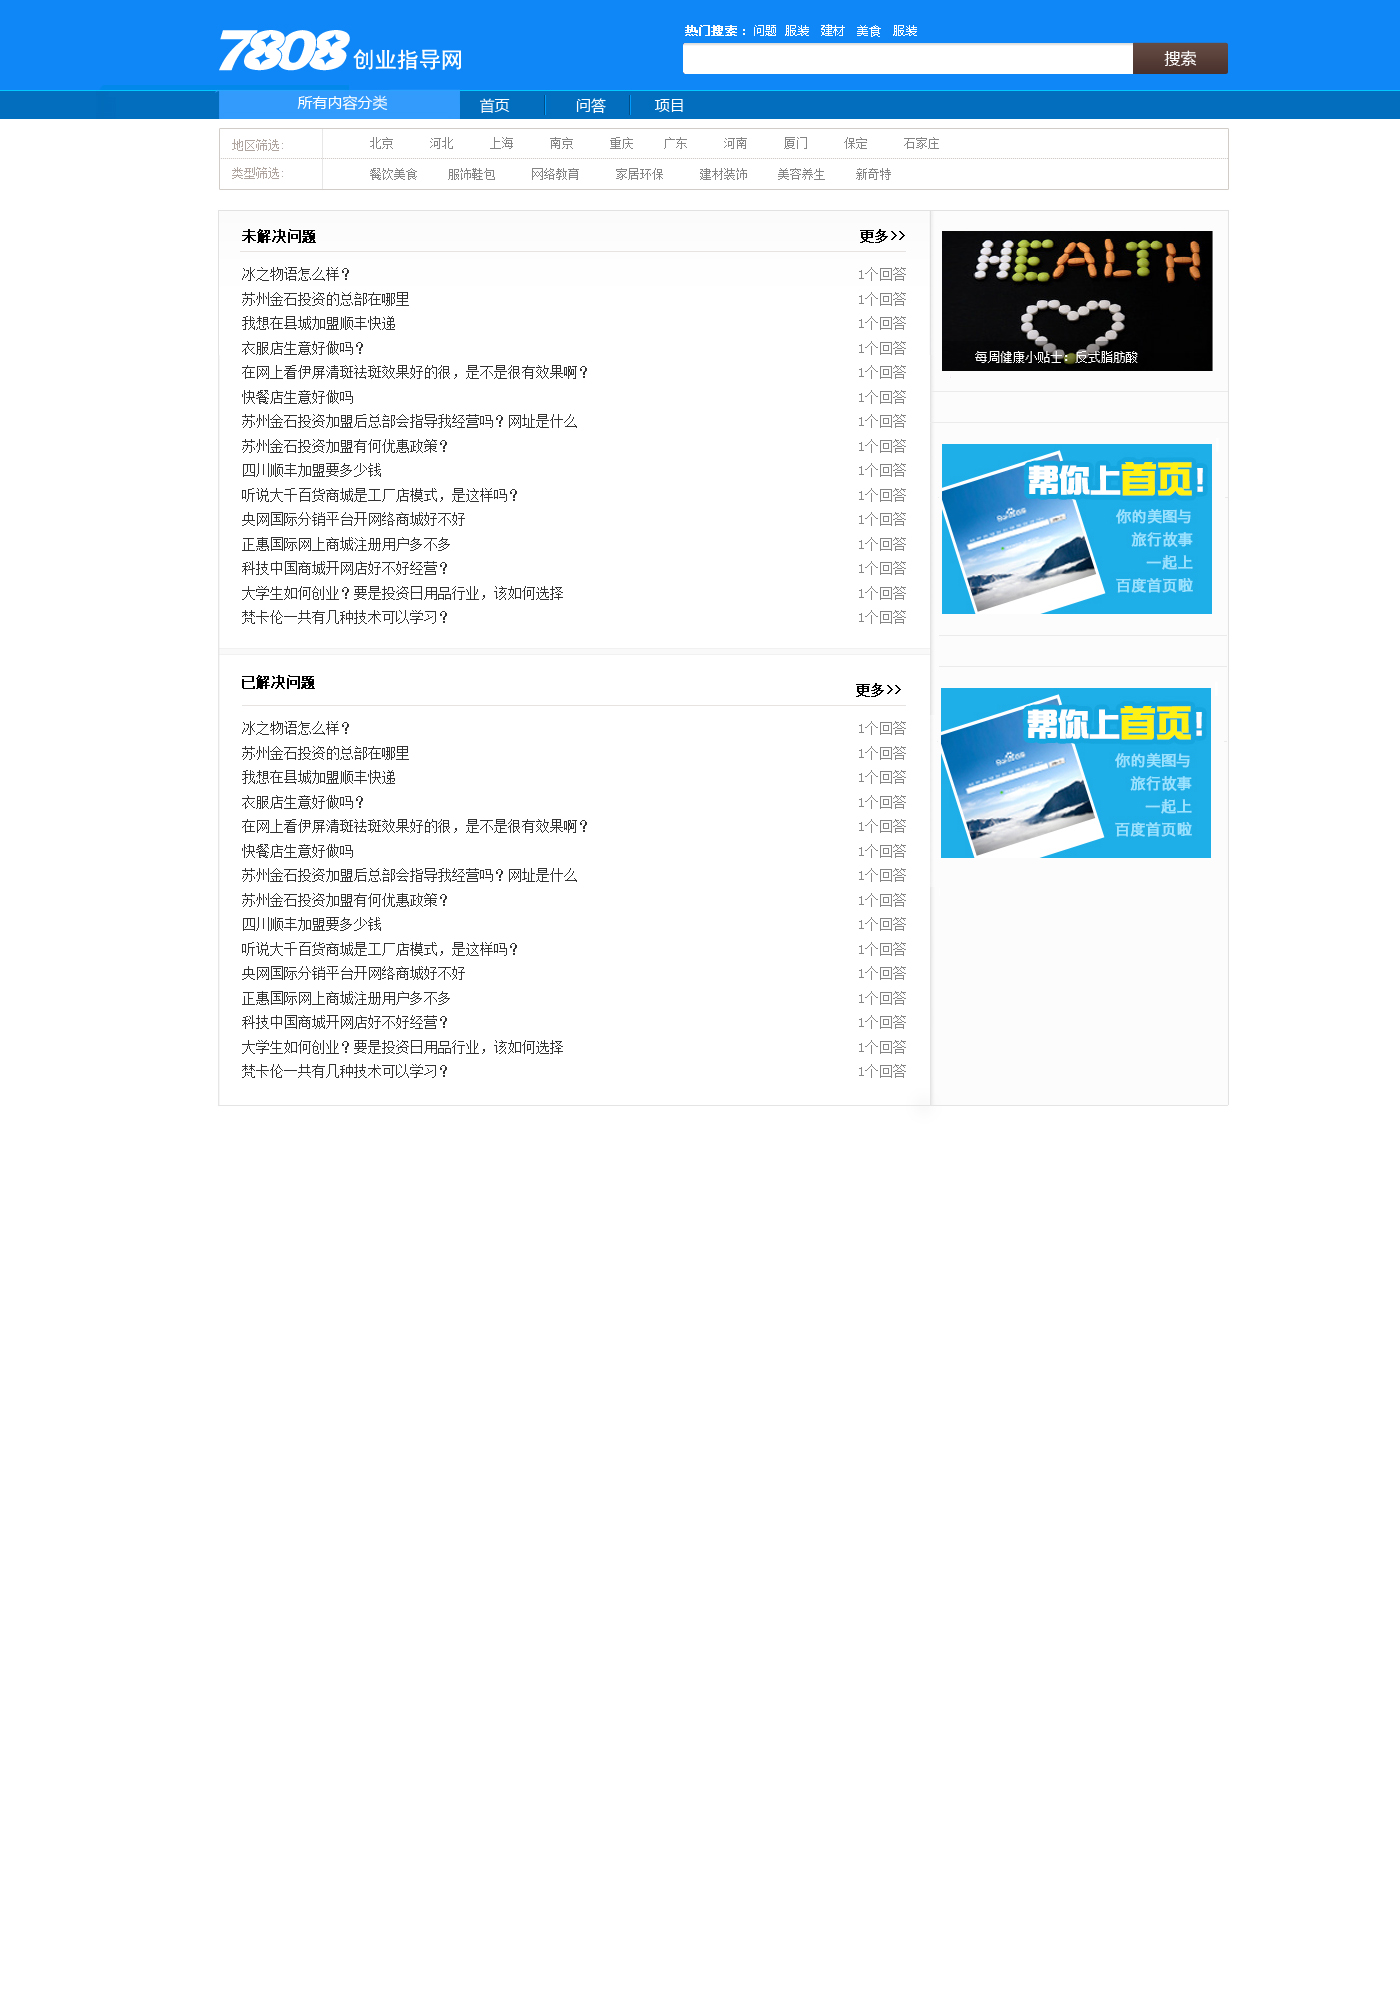 热门搜索： 问题 服装 建材 美食 服装
7808 创业指导网
搜索
所有内容分类 首页 问答 项目
地区筛选: 北京 河北 上海 南京 重庆 广东 河南 厦门 保定 石家庄
类型筛选: 餐饮美食 服饰鞋包 网络教育 家居环保 建材装饰 美容养生 新奇特
未解决问题 更多>>
冰之物语怎么样？ 1个回答
苏州金石投资的总部在哪里 1个回答
我想在县城加盟顺丰快递 1个回答
衣服店生意好做吗？ 1个回答
在网上看伊屏清斑祛斑效果好的很，是不是很有效果啊？ 1个回答
快餐店生意好做吗 1个回答
苏州金石投资加盟后总部会指导我经营吗？网址是什么 1个回答
苏州金石投资加盟有何优惠政策？ 1个回答
四川顺丰加盟要多少钱 1个回答
听说大千百货商城是工厂店模式，是这样吗？ 1个回答
央网国际分销平台开网络商城好不好 1个回答
正惠国际网上商城注册用户多不多 1个回答
科技中国商城开网店好不好经营？ 1个回答
大学生如何创业？要是投资日用品行业，该如何选择 1个回答
梵卡伦一共有几种技术可以学习？ 1个回答
已解决问题 更多>>
冰之物语怎么样？ 1个回答
苏州金石投资的总部在哪里 1个回答
我想在县城加盟顺丰快递 1个回答
衣服店生意好做吗？ 1个回答
在网上看伊屏清斑祛斑效果好的很，是不是很有效果啊？ 1个回答
快餐店生意好做吗 1个回答
苏州金石投资加盟后总部会指导我经营吗？网址是什么 1个回答
苏州金石投资加盟有何优惠政策？ 1个回答
四川顺丰加盟要多少钱 1个回答
听说大千百货商城是工厂店模式，是这样吗？ 1个回答
央网国际分销平台开网络商城好不好 1个回答
正惠国际网上商城注册用户多不多 1个回答
科技中国商城开网店好不好经营？ 1个回答
大学生如何创业？要是投资日用品行业，该如何选择 1个回答
梵卡伦一共有几种技术可以学习？ 1个回答
HEALTH
每周健康小贴士：反式脂肪酸
帮你上首页!
Bai百度
你的美图与
旅行故事
一起上
百度首页啦
帮你上首页!
Bai百度
你的美图与
旅行故事
一起上
百度首页啦